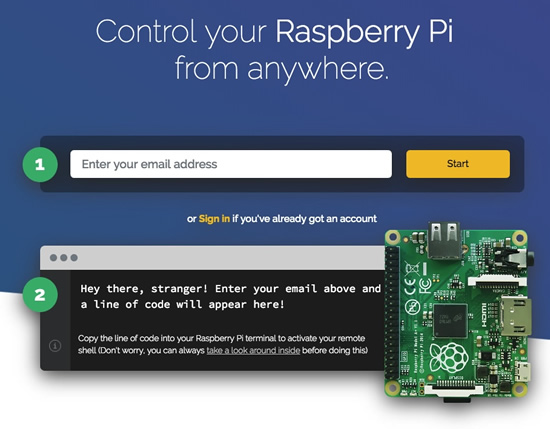 Control your Raspberry Pi
from anywhere.
1
Enter your email address
Start
or Sign in if you've already got an account
2
Hey there, stranger! Enter your email above and
a line of code will appear here!
Copy the line of code into your Raspberry Pi terminal to activate your remote
shell (Don't worry, you can always take a look around inside before doing this)
HDMI
FC
CE